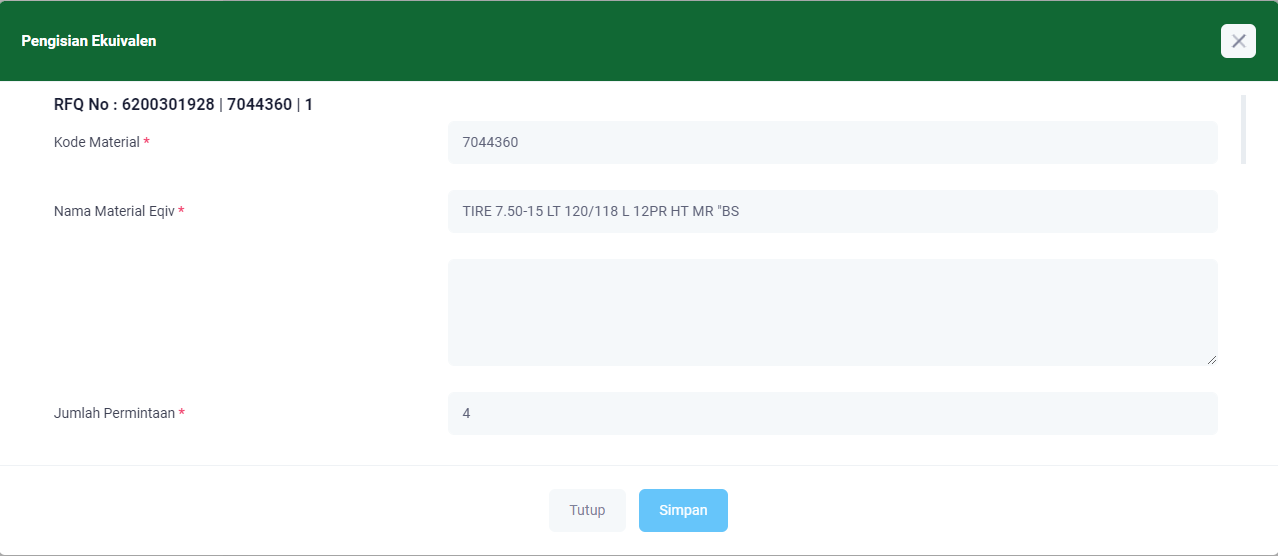 Pengisian Ekuivalen
RFQ No : 6200301928 | 7044360 | 1
Kode Material *
7044360
Nama Material Eqiv *
TIRE 7.50-15 LT 120/118 L 12PR HT MR "BS
Jumlah Permintaan *
4
Tutup
Simpan